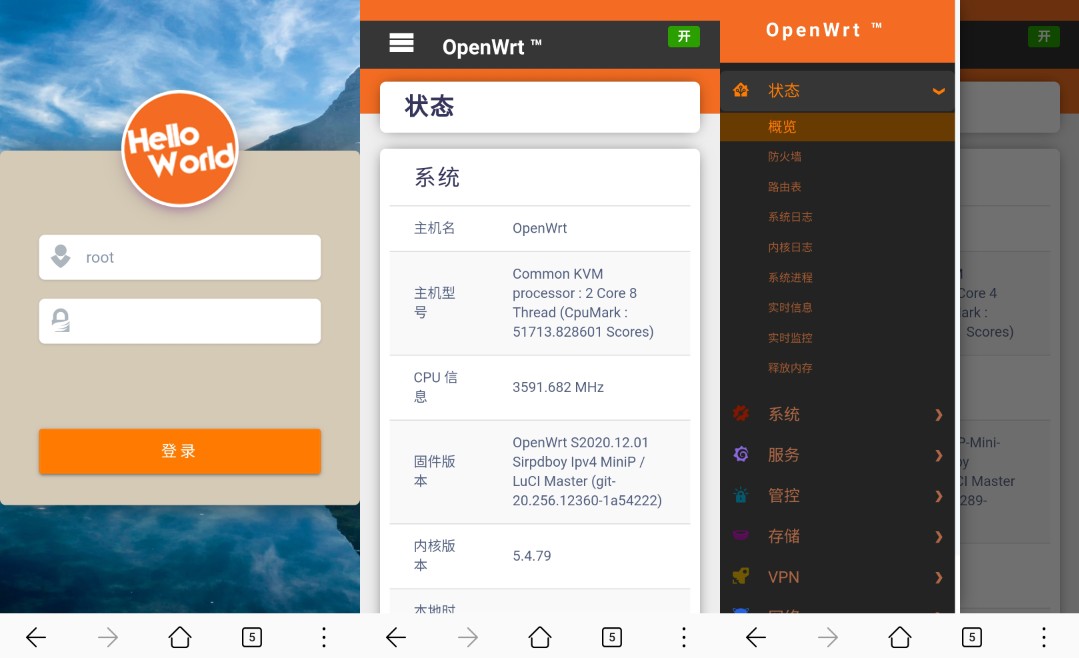 Hello
World
root
登录
5
OpenWrt ™
开
状态
系统
主机名
OpenWrt
主机型
号
Common KVM
processor : 2 Core 8
Thread (CpuMark :
51713.828601 Scores)
CPU 信
息
3591.682 MHz
固件版
本
OpenWrt S2020.12.01
Sirpdboy Ipv4 MiniP /
LuCI Master (git-
20.256.12360-1a54222)
内核版
本
5.4.79
本地时
5
OpenWrt ™
状态
概览
防火墙
路由表
系统日志
内核日志
系统进程
实时信息
实时监控
释放内存
系统
服务
管控
存储
VPN
网络
开
Core 4
ark :
Scores)
P-Mini-
oy
CI Master
289-
5